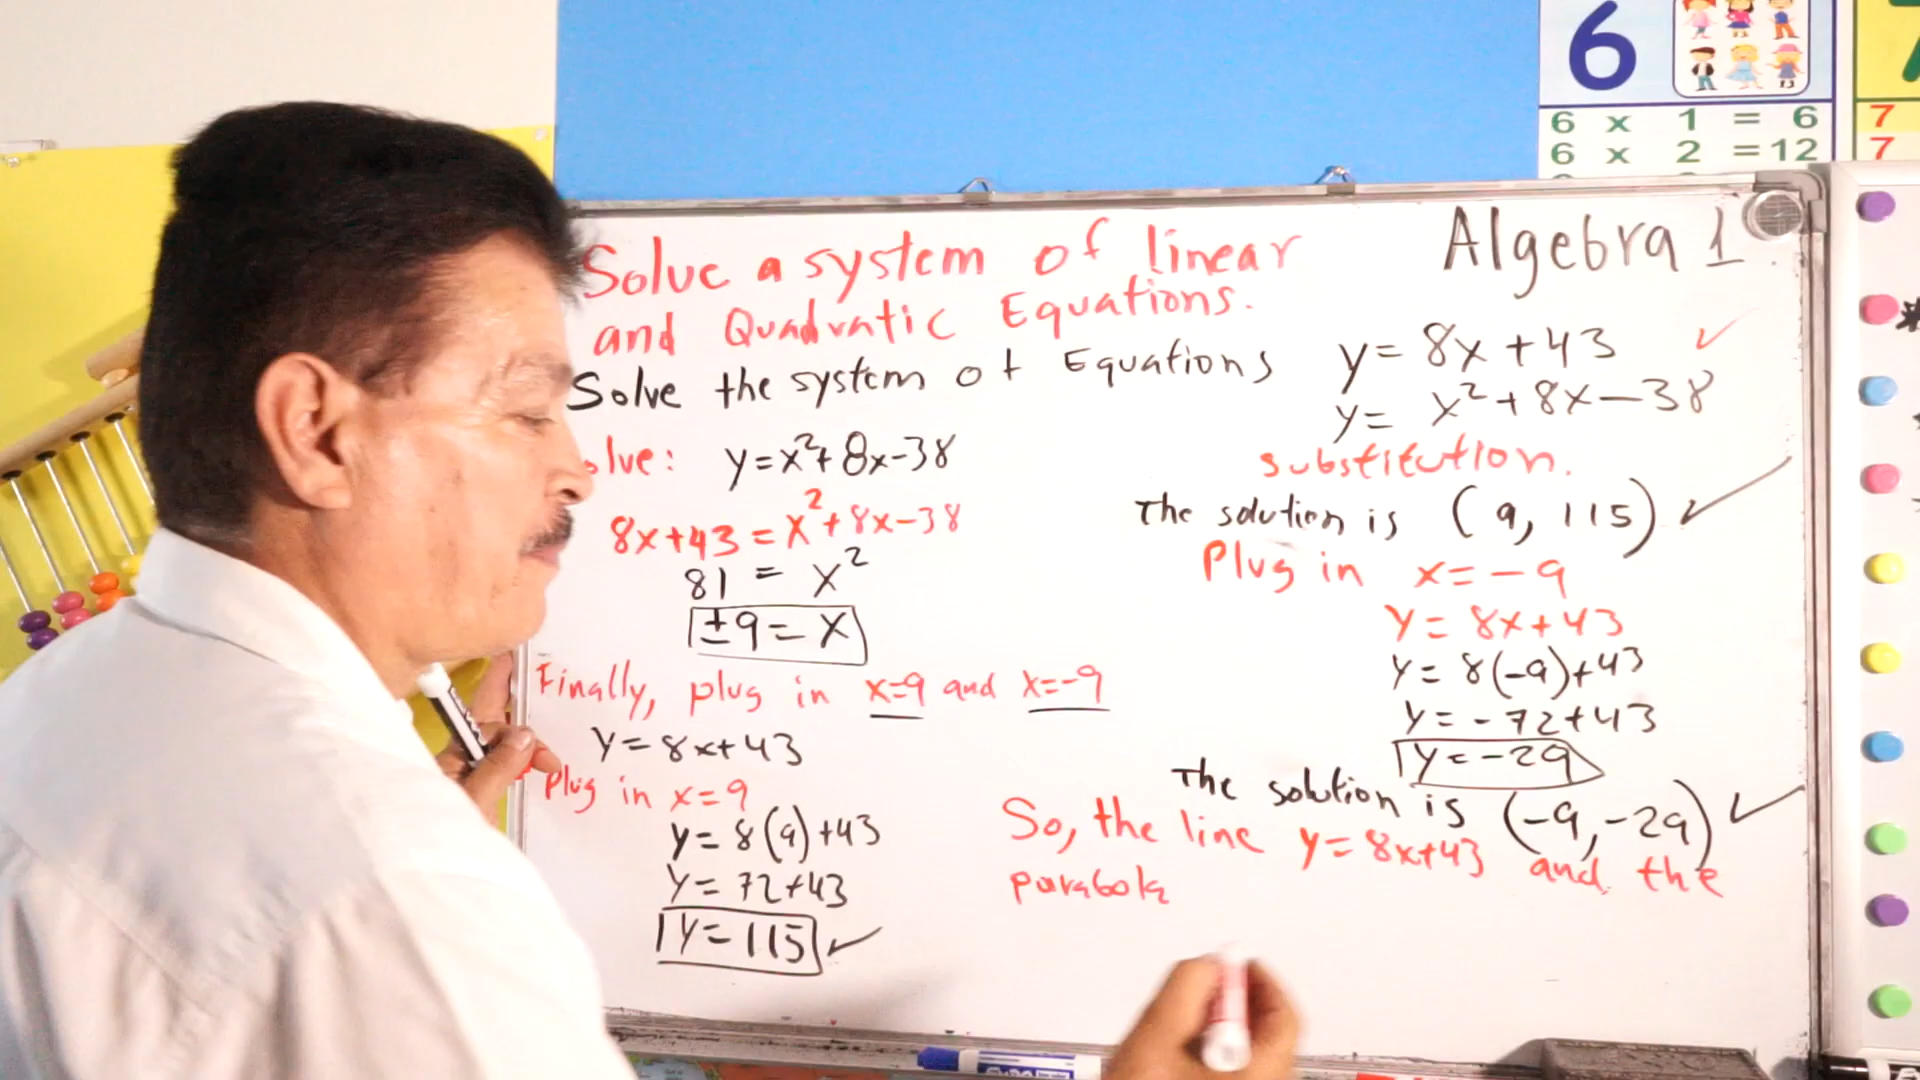 6
6 x 1 = 6
6 x 2 = 12
7
7
Algebra 1
Solve a system of linear
and Quadratic Equations.
Solve the system of Equations
y = 8x + 43
y = x² + 8x - 38
substitution.
lve: y = x² + 8x - 38
8x + 43 = x² + 8x - 38
81 = x²
±9 = x
Finally, plug in x=9 and x=-9
y = 8x + 43
Plug in x = 9
y = 8(9) + 43
y = 72 + 43
y = 115
The solution is (9, 115)
Plug in x = -9
y = 8x + 43
y = 8(-9) + 43
y = -72 + 43
y = -29
The solution is (-9, -29)
So, the line y = 8x + 43 and the
parabola